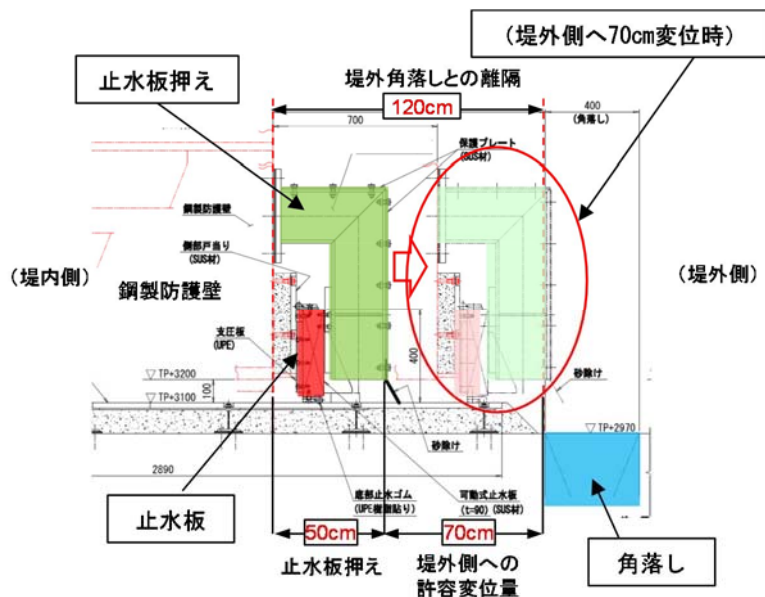 (堤外側へ70cm変位時)
止水板押え
堤外角落しとの離隔
120cm
400
(角落し)
700
保護プレート
(SUS材)
鋼製防護壁
側部戸当り
(SUS材)
(堤内側)
鋼製防護壁
(堤外側)
支圧板
(UPE)
400
TP+3200
100
TP+3100
砂除け
TP+2970
砂除け
2890
底部止水ゴム
(UPE樹脂貼り)
可動式止水板
(t=90)(SUS材)
止水板
50cm
70cm
角落し
止水板押え
堤外側への
許容変位量